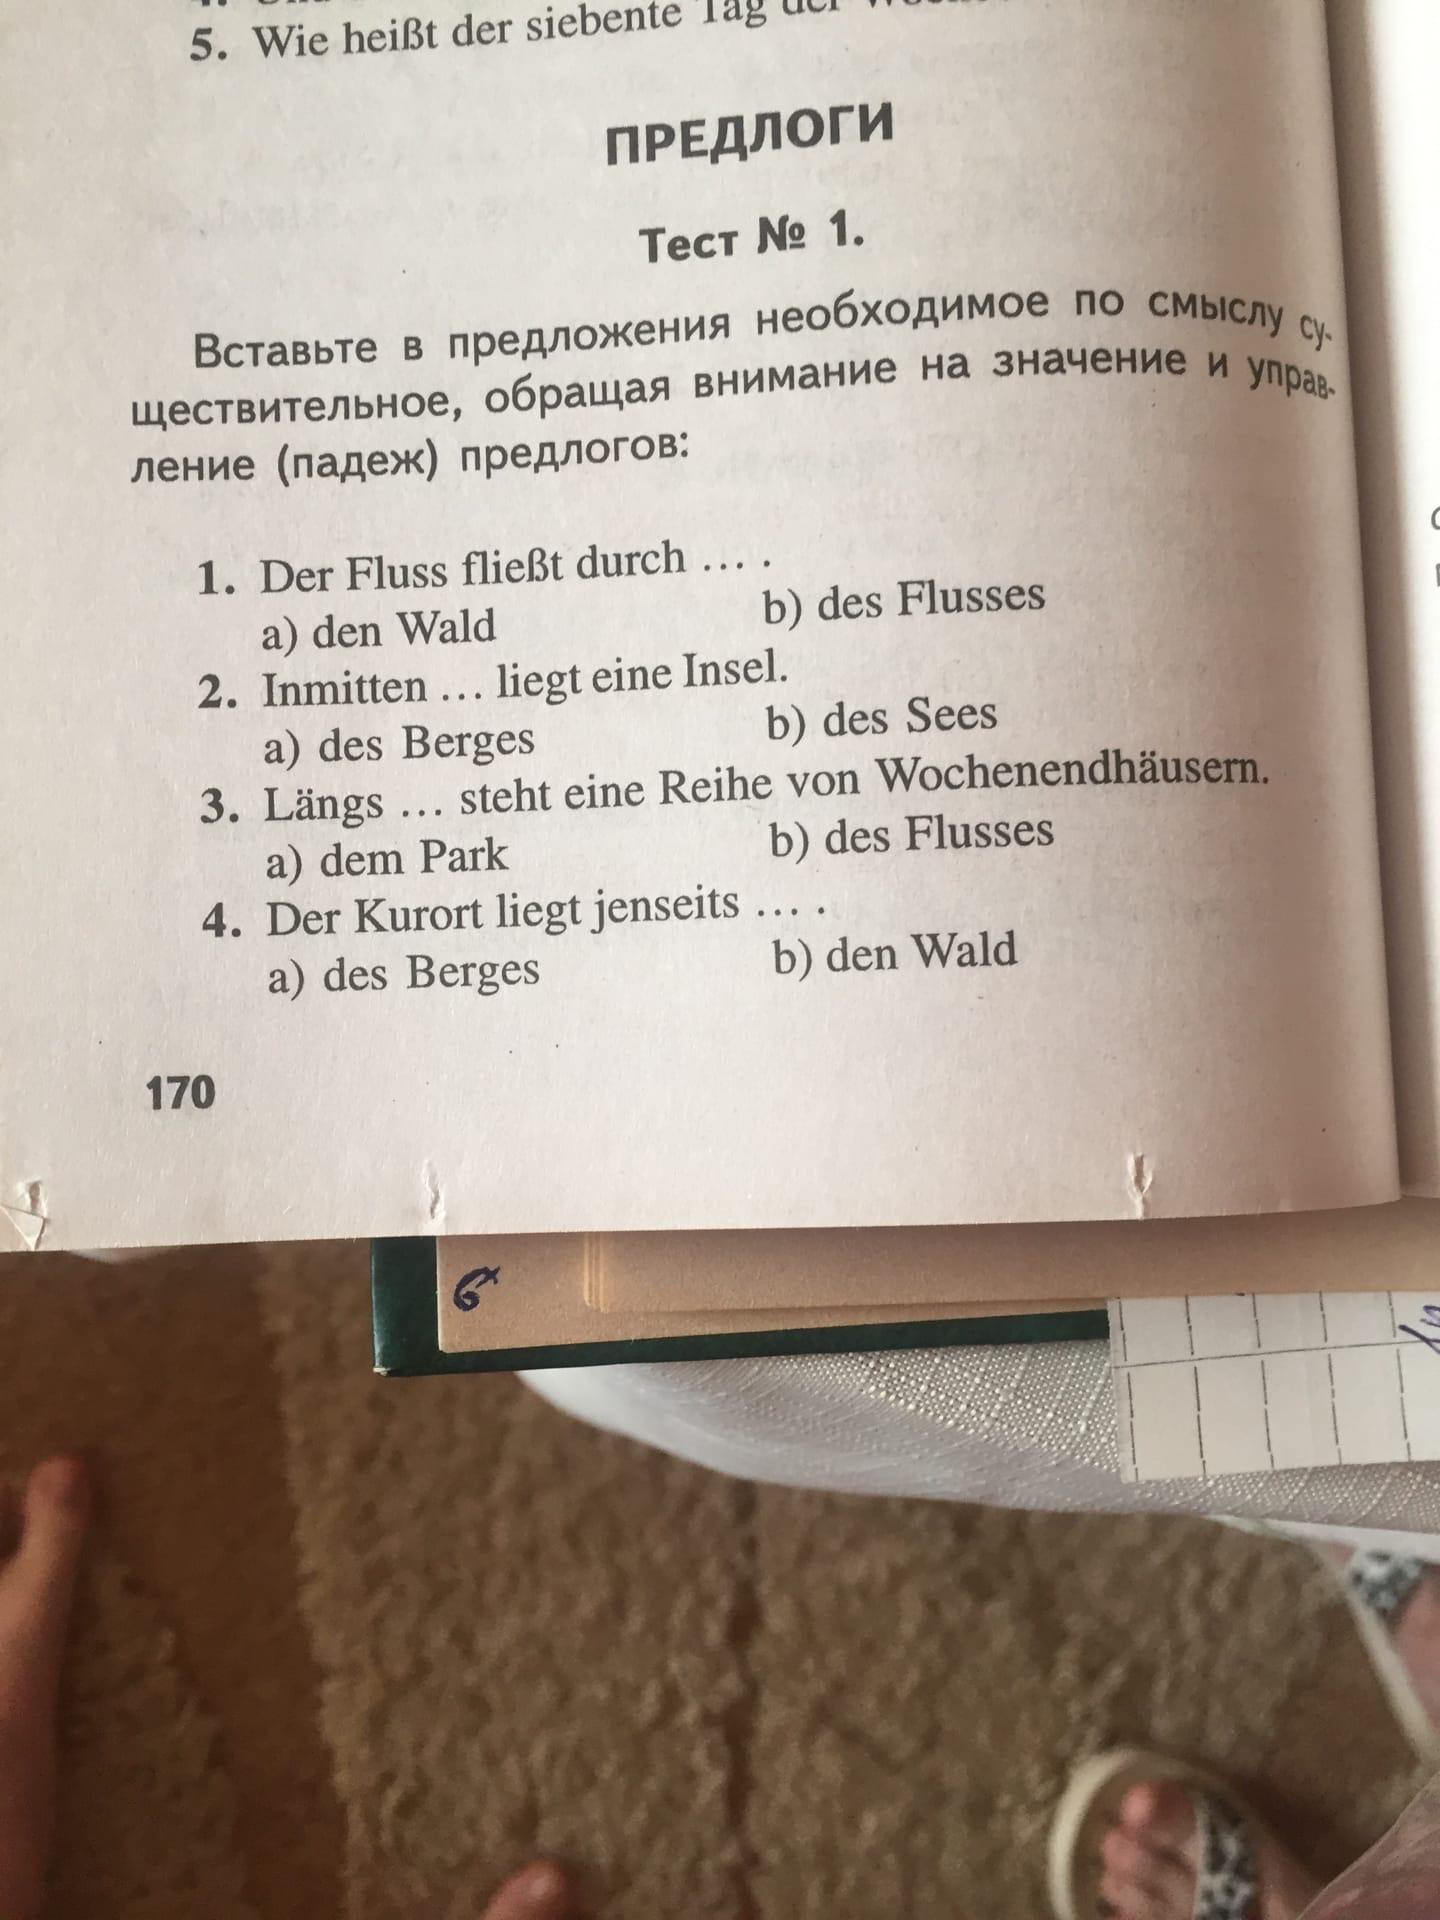 5. Wie heißt der siebente Tag der
ПРЕДЛОГИ
Тест № 1.
Вставьте в предложения необходимое по смыслу су-
ществительное, обращая внимание на значение и управ-
ление (падеж) предлогов:
1. Der Fluss fließt durch ... .
a) den Wald b) des Flusses
2. Inmitten ... liegt eine Insel.
a) des Berges b) des Sees
3. Längs ... steht eine Reihe von Wochenendhäusern.
a) dem Park b) des Flusses
4. Der Kurort liegt jenseits ... .
a) des Berges b) den Wald
170